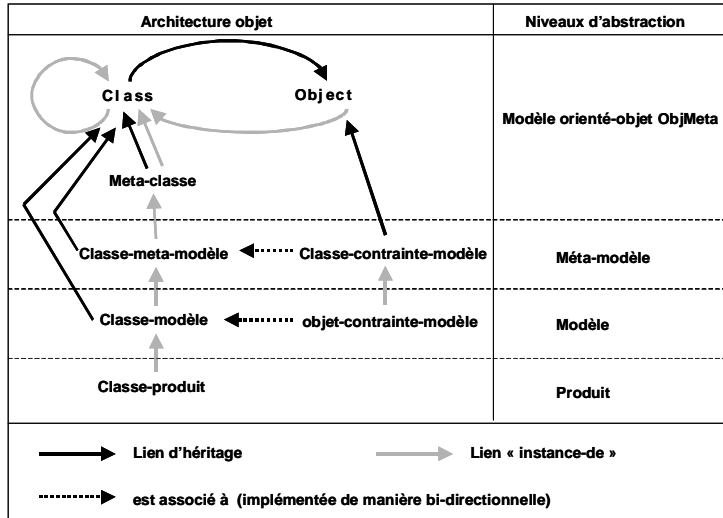 Architecture objet
Niveaux d'abstraction
Class
Object
Modèle orienté-objet ObjMeta
Meta-classe
Classe-meta-modèle
Classe-contrainte-modèle
Méta-modèle
Classe-modèle
objet-contrainte-modèle
Modèle
Classe-produit
Produit
Lien d'héritage
Lien « instance-de »
est associé à (implémentée de manière bi-directionnelle)